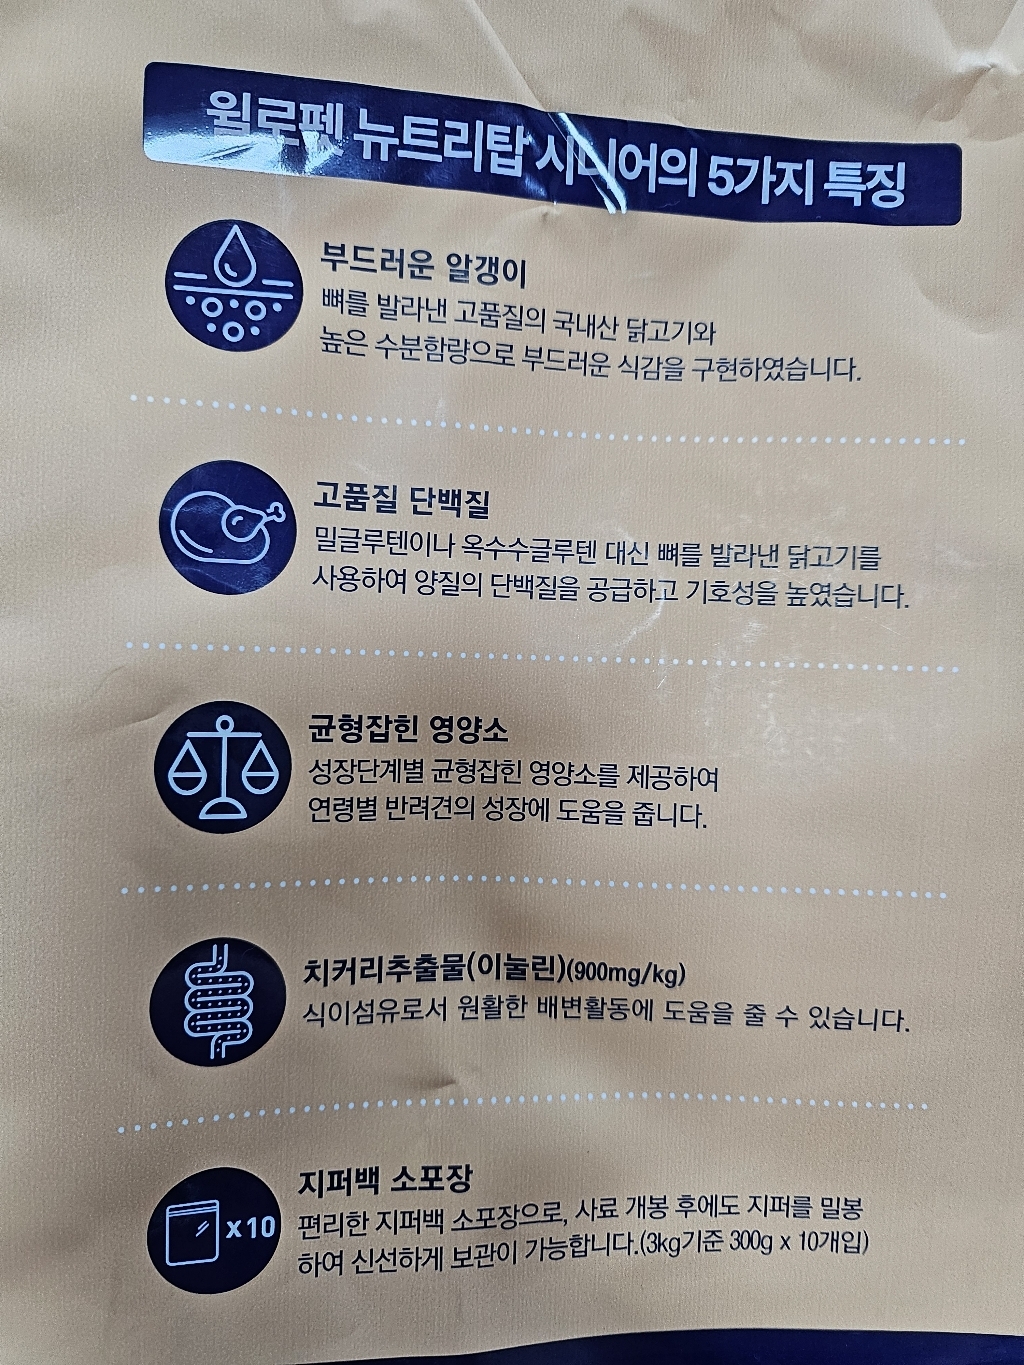 윌로펫 뉴트리탑 시니어의 5가지 특징
부드러운 알갱이
뼈를 발라낸 고품질의 국내산 닭고기와
높은 수분함량으로 부드러운 식감을 구현하였습니다.
고품질 단백질
밀글루텐이나 옥수수글루텐 대신 뼈를 발라낸 닭고기를
사용하여 양질의 단백질을 공급하고 기호성을 높였습니다.
균형잡힌 영양소
성장단계별 균형잡힌 영양소를 제공하여
연령별 반려견의 성장에 도움을 줍니다.
치커리추출물(이눌린)(900mg/kg)
식이섬유로서 원활한 배변활동에 도움을 줄 수 있습니다.
x10
지퍼백 소포장
편리한 지퍼백 소포장으로, 사료 개봉 후에도 지퍼를 밀봉
하여 신선하게 보관이 가능합니다.(3kg기준 300g x 10개입)